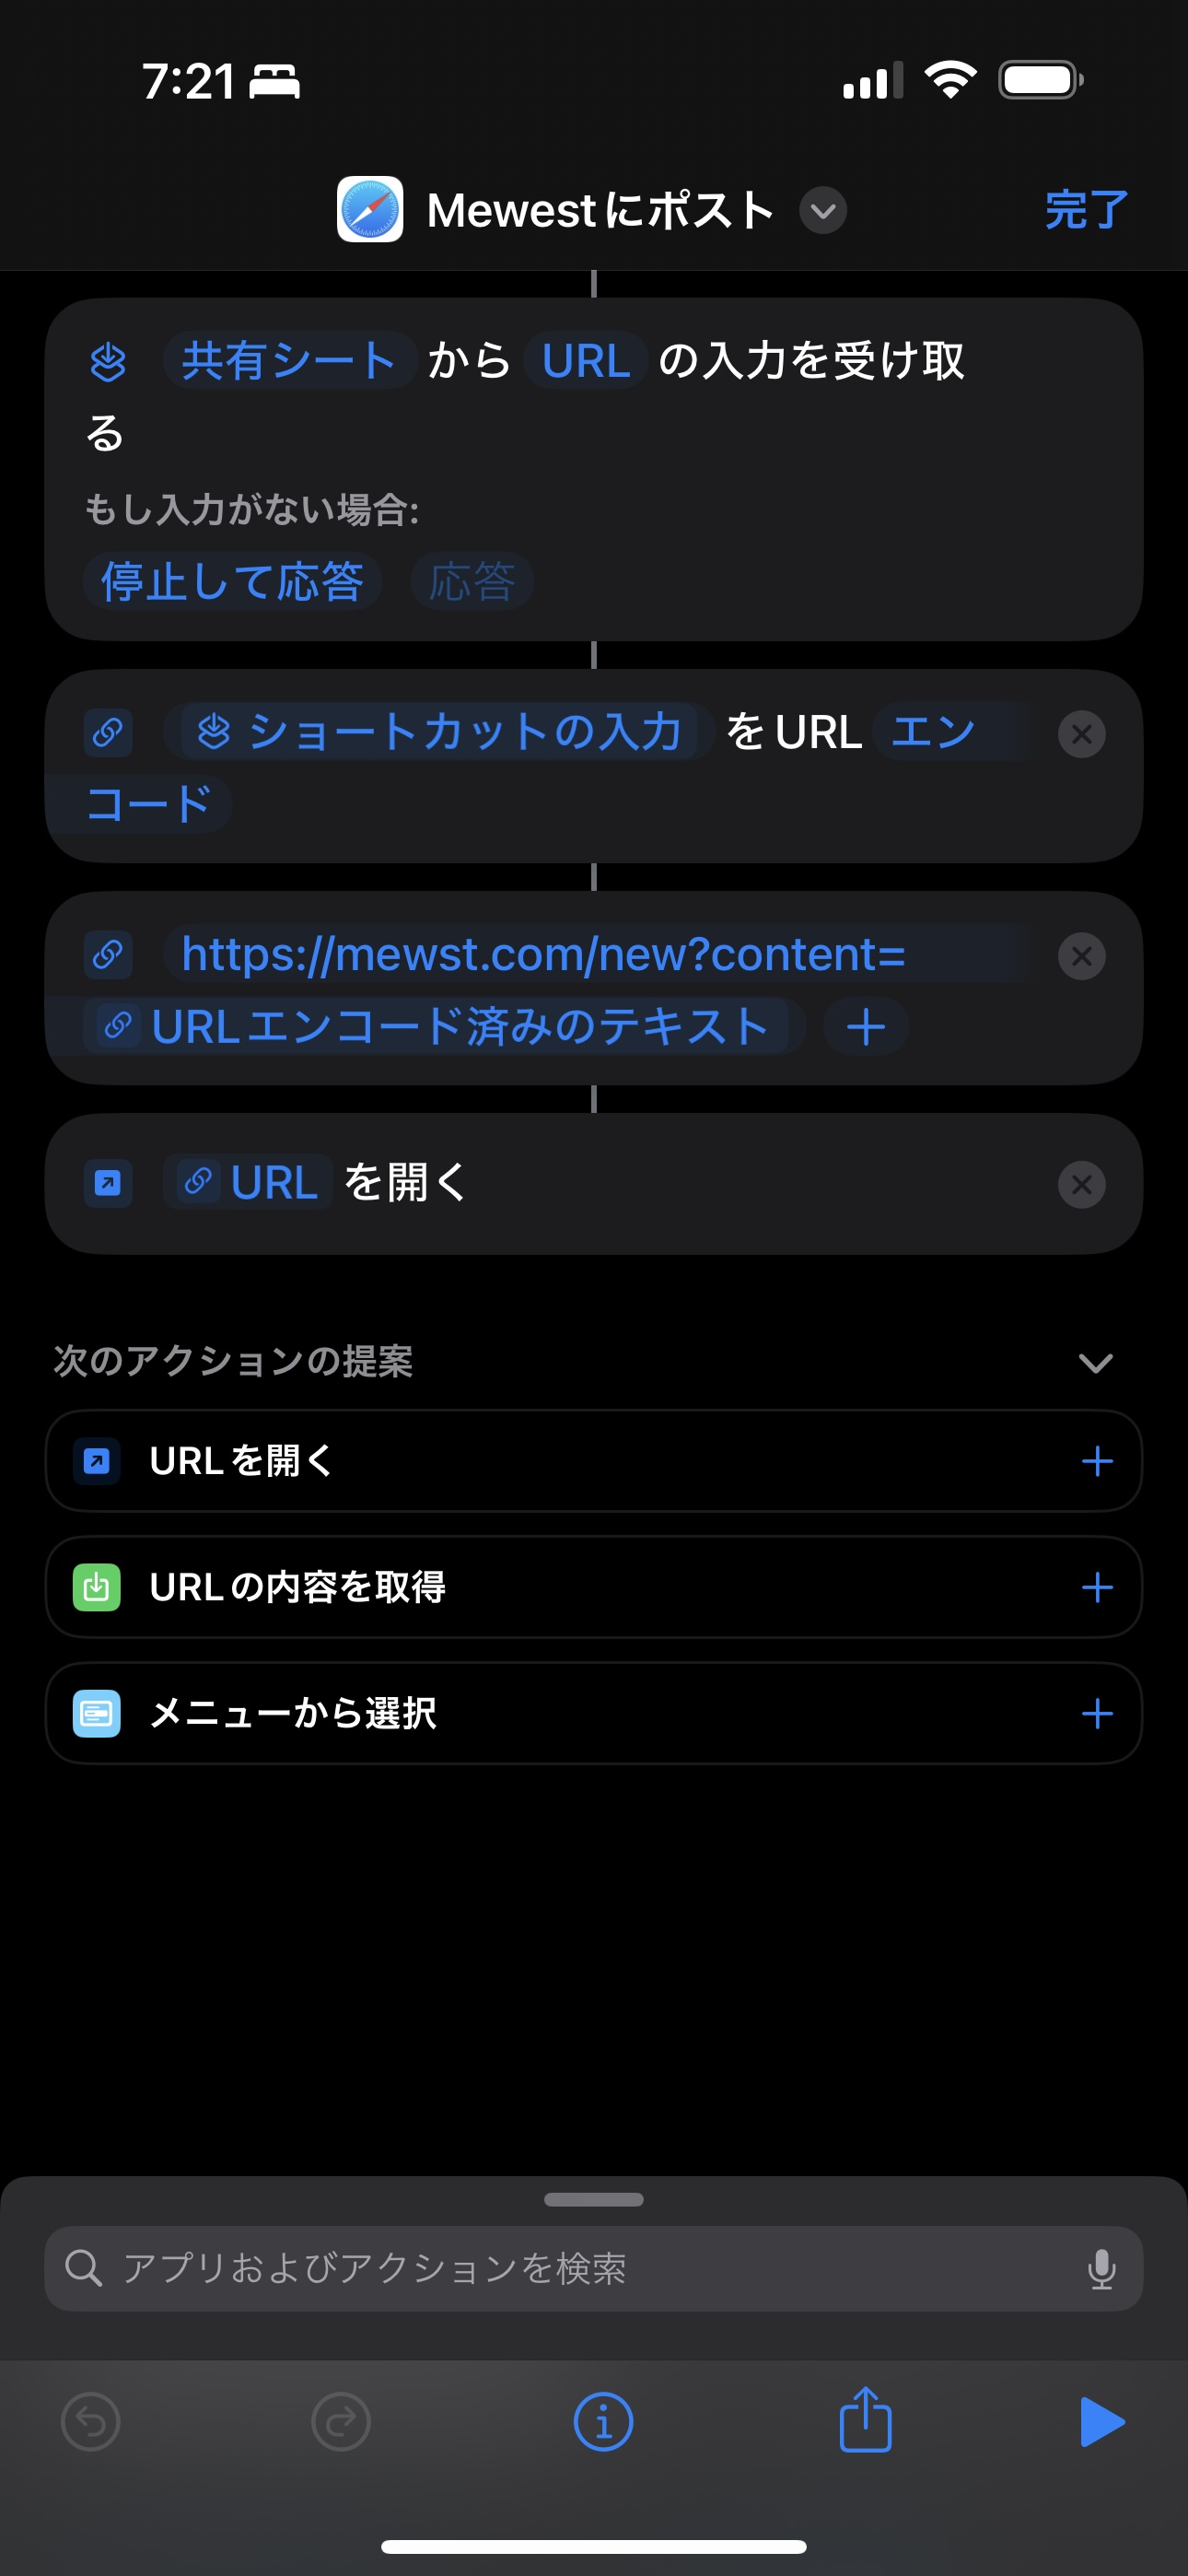 7:21
Mewestにポスト
完了
共有シート から URL の入力を受け取
る
もし入力がない場合:
停止して応答 応答
ショートカットの入力 をURL エン
コード
https://mewst.com/new?content=
URLエンコード済みのテキスト
URL を開く
次のアクションの提案
URLを開く
URLの内容を取得
メニューから選択
アプリおよびアクションを検索